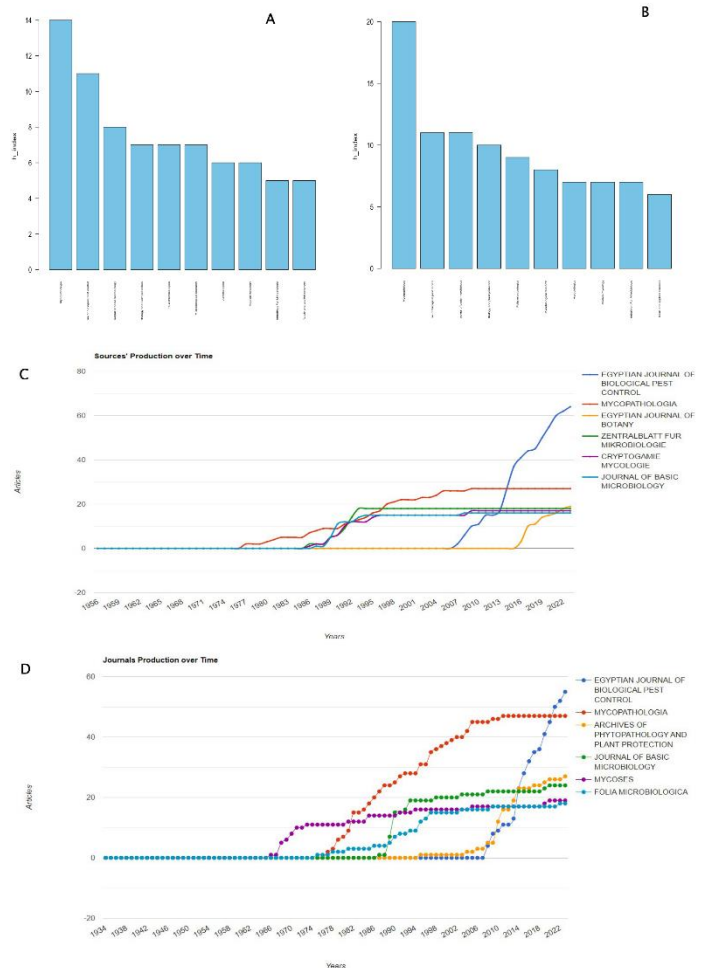 A
B
14
12
10
8
6
4
2
0
h_index
20
15
10
5
0
h_index
C
Sources' Production over Time
80
60
40
20
0
-20
Articles
1956
1959
1962
1965
1968
1971
1974
1977
1980
1983
1986
1989
1992
1995
1998
2001
2004
2007
2010
2013
2016
2019
2022
Years
EGYPTIAN JOURNAL OF
BIOLOGICAL PEST
CONTROL
MYCOPATHOLOGIA
EGYPTIAN JOURNAL OF
BOTANY
ZENTRALBLATT FUR
MIKROBIOLOGIE
CRYPTOGAMIE
MYCOLOGIE
JOURNAL OF BASIC
MICROBIOLOGY
D
Journals Production over Time
60
40
20
0
-20
Articles
1934
1938
1942
1946
1950
1954
1958
1962
1966
1970
1974
1978
1982
1986
1990
1994
1998
2002
2006
2010
2014
2018
2022
Years
EGYPTIAN JOURNAL OF
BIOLOGICAL PEST
CONTROL
MYCOPATHOLOGIA
ARCHIVES OF
PHYTOPATHOLOGY AND
PLANT PROTECTION
JOURNAL OF BASIC
MICROBIOLOGY
MYCOSES
FOLIA MICROBIOLOGICA